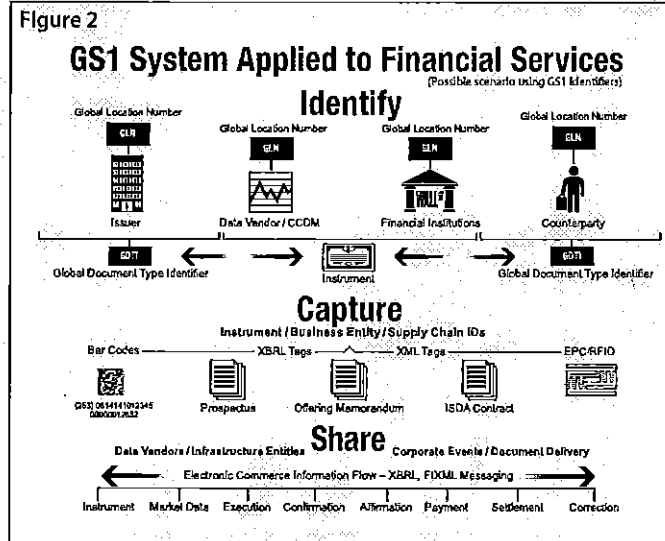 Figure 2
GS1 System Applied to Financial Services
(Possible scenario using GS1 Identifiers)
Identify
Global Location Number Global Location Number Global Location Number Global Location Number
GLN GLN GLN GLN
Issuer Data Vendor / CCDM Financial Institutions Counterparty
GDTI GDTI
Global Document Type Identifier Instrument Global Document Type Identifier
Capture
Instrument / Business Entity / Supply Chain IDs
Bar Codes XBRL Tags XML Tags EPC/RFID
(253) 0614141012345
Prospectus Offering Memorandum ISDA Contract
Share
Data Vendors / Infrastructure Entities Corporate Events / Document Delivery
Electronic Commerce Information Flow – XBRL, FIXML Messaging
Instrument Market Data Execution Confirmation Affirmation Payment Settlement Correction